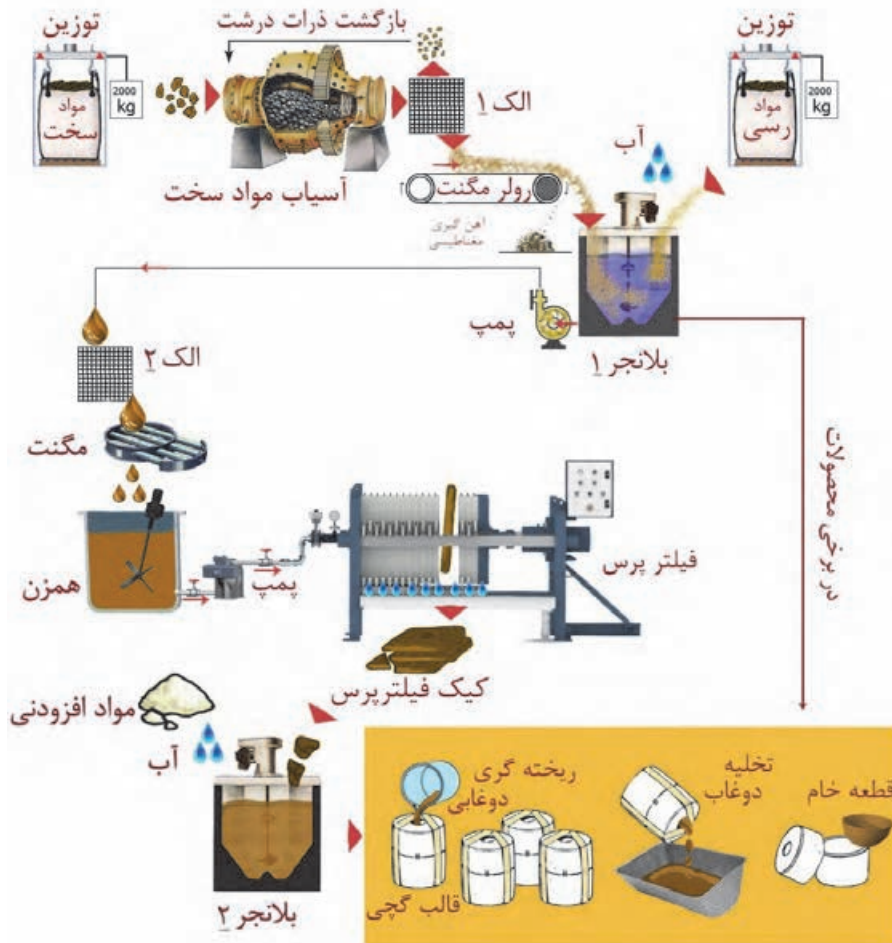 توزین
2000
kg
مواد
سخت
بازگشت ذرات درشت
آسیاب مواد سخت
الک ۱
رولر مگنت
آهن گیری
مغناطیسی
آب
توزین
2000
kg
مواد
رسی
بلانجر ۱
پمپ
در برخی محصولات
الک ۲
مگنت
همزن
پمپ
فیلتر پرس
کیک فیلترپرس
مواد افزودنی
آب
بلانجر ۲
ریخته گری
دوغابی
قالب گچی
تخلیه
دوغاب
قطعه خام